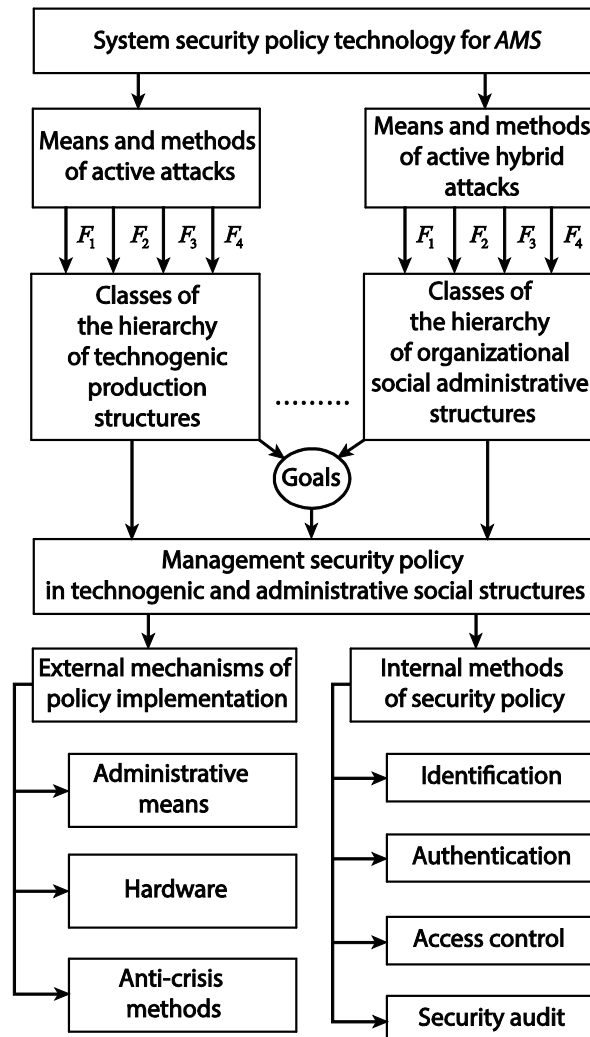 System security policy technology for AMS
Means and methods
of active attacks
Means and methods
of active hybrid
attacks
F1 F2 F3 F4
F1 F2 F3 F4
Classes of
the hierarchy
of technogenic
production
structures
Classes of
the hierarchy
of organizational
social administrative
structures
.........
Goals
Management security policy
in technogenic and administrative social structures
External mechanisms of
policy implementation
Administrative
means
Hardware
Anti-crisis
methods
Internal methods
of security policy
Identification
Authentication
Access control
Security audit